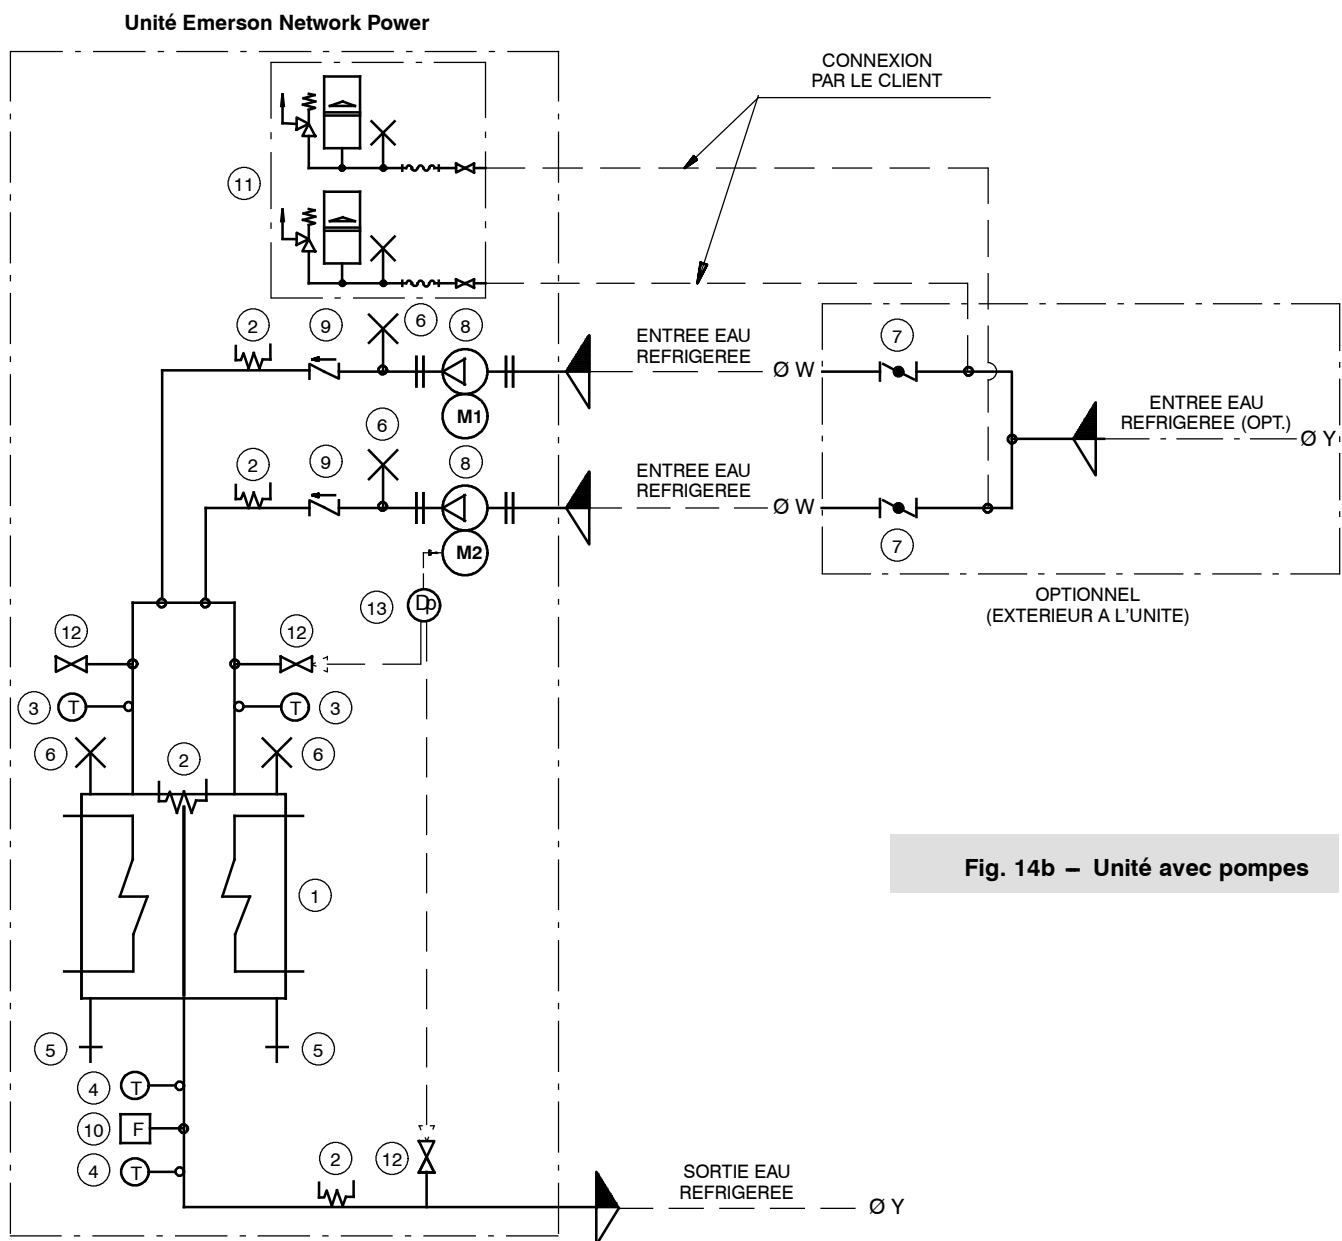 Unité Emerson Network Power
CONNEXION
PAR LE CLIENT
11
2
9
6
8
ENTREE EAU
REFRIGEREE
Ø W
7
M1
6
ENTREE EAU
REFRIGEREE (OPT.)
Ø Y
2
9
8
ENTREE EAU
REFRIGEREE
Ø W
7
M2
OPTIONNEL
(EXTERIEUR A L'UNITE)
13
Dp
12
12
3
T
T
3
6
2
6
1
Fig. 14b – Unité avec pompes
5
5
4
T
10
F
4
T
2
12
SORTIE EAU
REFRIGEREE
Ø Y